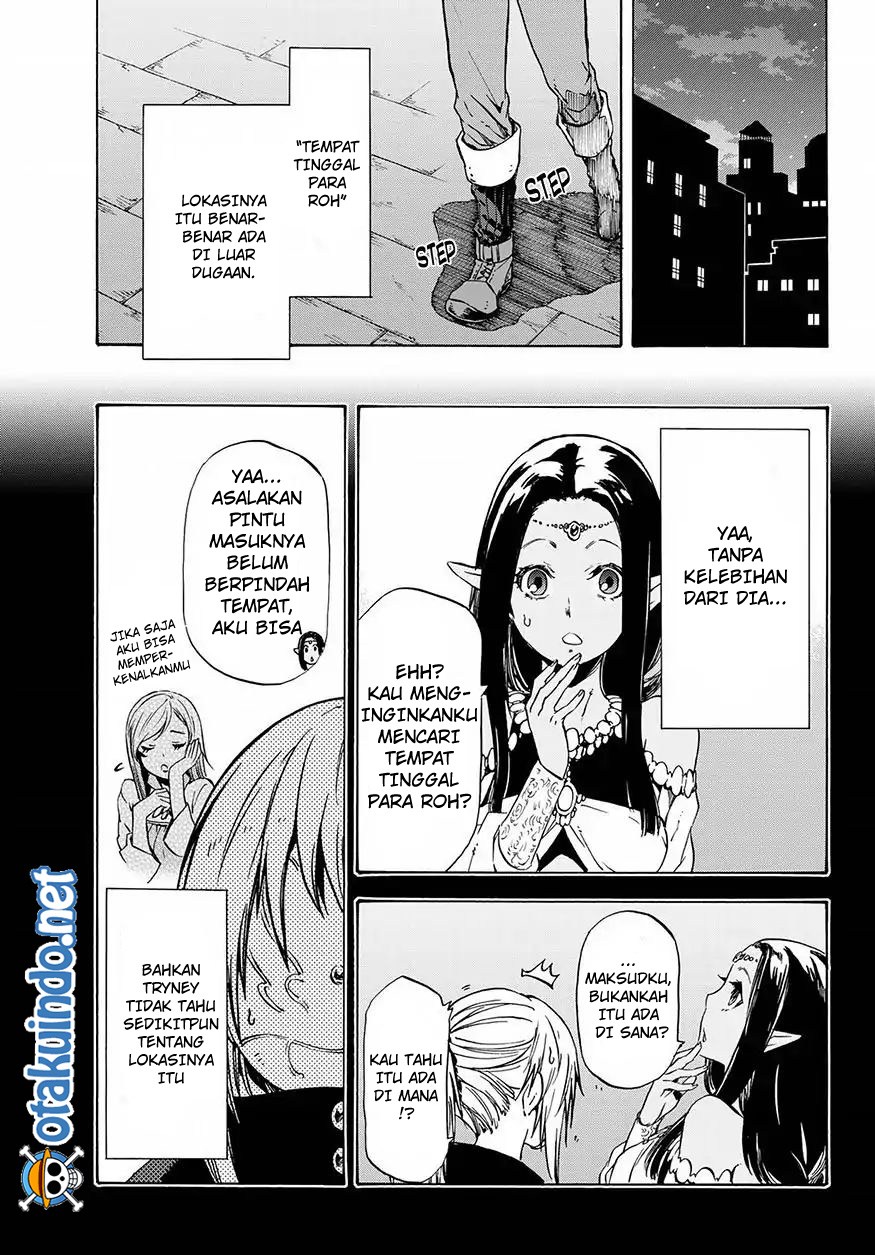 "TEMPAT
TINGGAL
PARA
ROH"
LOKASINYA
ITU BENAR-
BENAR ADA
DI LUAR
DUGAAN.
STEP
STEP
YAA,
TANPA
KELEBIHAN
DARI DIA...
EHH?
KAU MENG-
INGINKANKU
MENCARI
TEMPAT
TINGGAL
PARA ROH?
YAA...
ASALAKAN
PINTU
MASUKNYA
BELUM
BERPINDAH
TEMPAT,
AKU BISA
JIKA SAJA
AKU BISA
MEMPER-
KENALKANMU
BAHKAN
TRYNEY
TIDAK TAHU
SEDIKITPUN
TENTANG
LOKASINYA
ITU
...
MAKSUDKU,
BUKANKAH
ITU ADA
DI SANA?
KAU TAHU
ITU ADA
DI MANA
!?
otakuindo.net